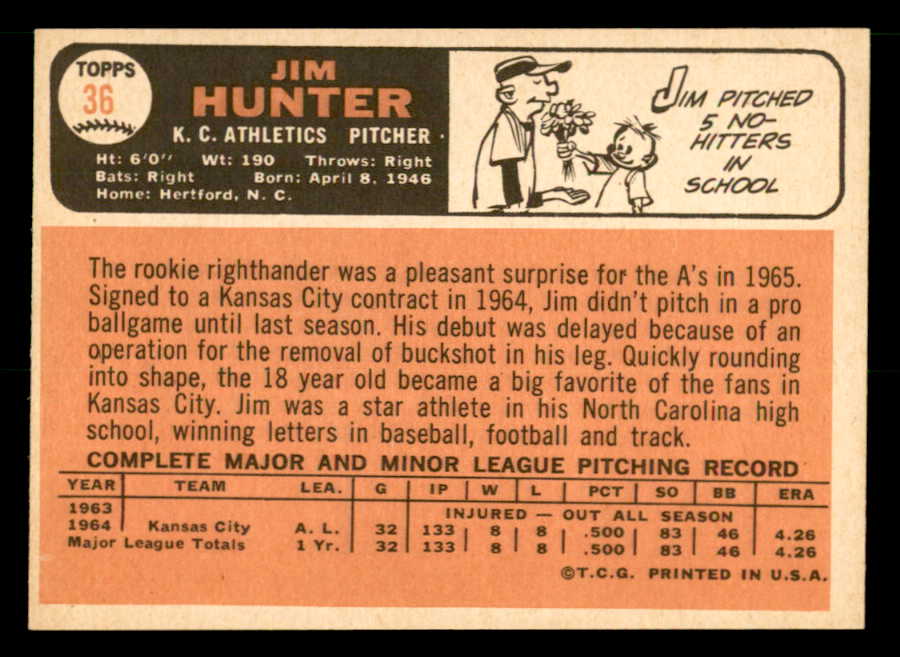 TOPPS
36
JIM
HUNTER
K. C. ATHLETICS PITCHER
Ht: 6'0" Wt: 190 Throws: Right
Bats: Right Born: April 8, 1946
Home: Hertford, N. C.
JIM PITCHED
5 NO-
HITTERS
IN
SCHOOL
The rookie righthander was a pleasant surprise for the A's in 1965.
Signed to a Kansas City contract in 1964, Jim didn't pitch in a pro
ballgame until last season. His debut was delayed because of an
operation for the removal of buckshot in his leg. Quickly rounding
into shape, the 18 year old became a big favorite of the fans in
Kansas City. Jim was a star athlete in his North Carolina high
school, winning letters in baseball, football and track.
COMPLETE MAJOR AND MINOR LEAGUE PITCHING RECORD
YEAR TEAM LEA. G IP W L PCT SO BB ERA
1963 INJURED — OUT ALL SEASON
1964 Kansas City A. L. 32 133 8 8 .500 83 46 4.26
Major League Totals 1 Yr. 32 133 8 8 .500 83 46 4.26
©T.C.G. PRINTED IN U.S.A.